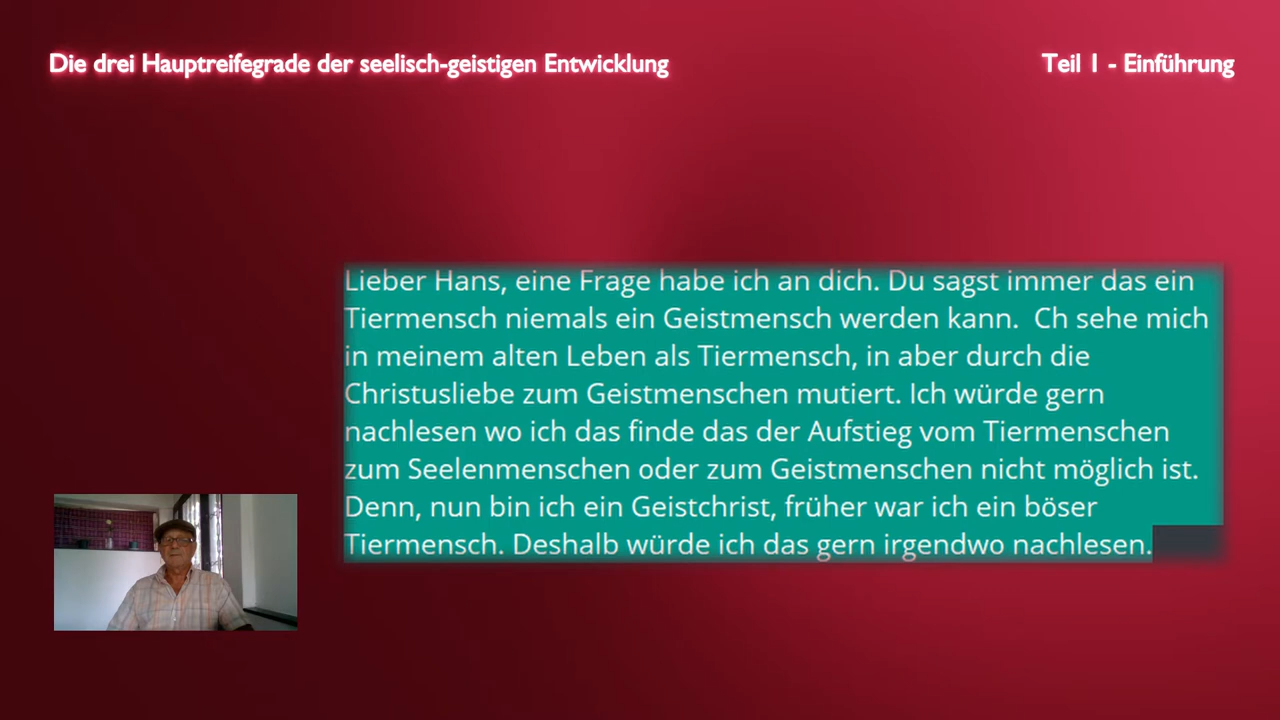 Die drei Hauptreifegrade der seelisch-geistigen Entwicklung
Teil 1 - Einführung
Lieber Hans, eine Frage habe ich an dich. Du sagst immer das ein
Tiermensch niemals ein Geistmensch werden kann.  Ch sehe mich
in meinem alten Leben als Tiermensch, in aber durch die
Christusliebe zum Geistmenschen mutiert. Ich würde gern
nachlesen wo ich das finde das der Aufstieg vom Tiermenschen
zum Seelenmenschen oder zum Geistmenschen nicht möglich ist.
Denn, nun bin ich ein Geistchrist, früher war ich ein böser
Tiermensch. Deshalb würde ich das gern irgendwo nachlesen.